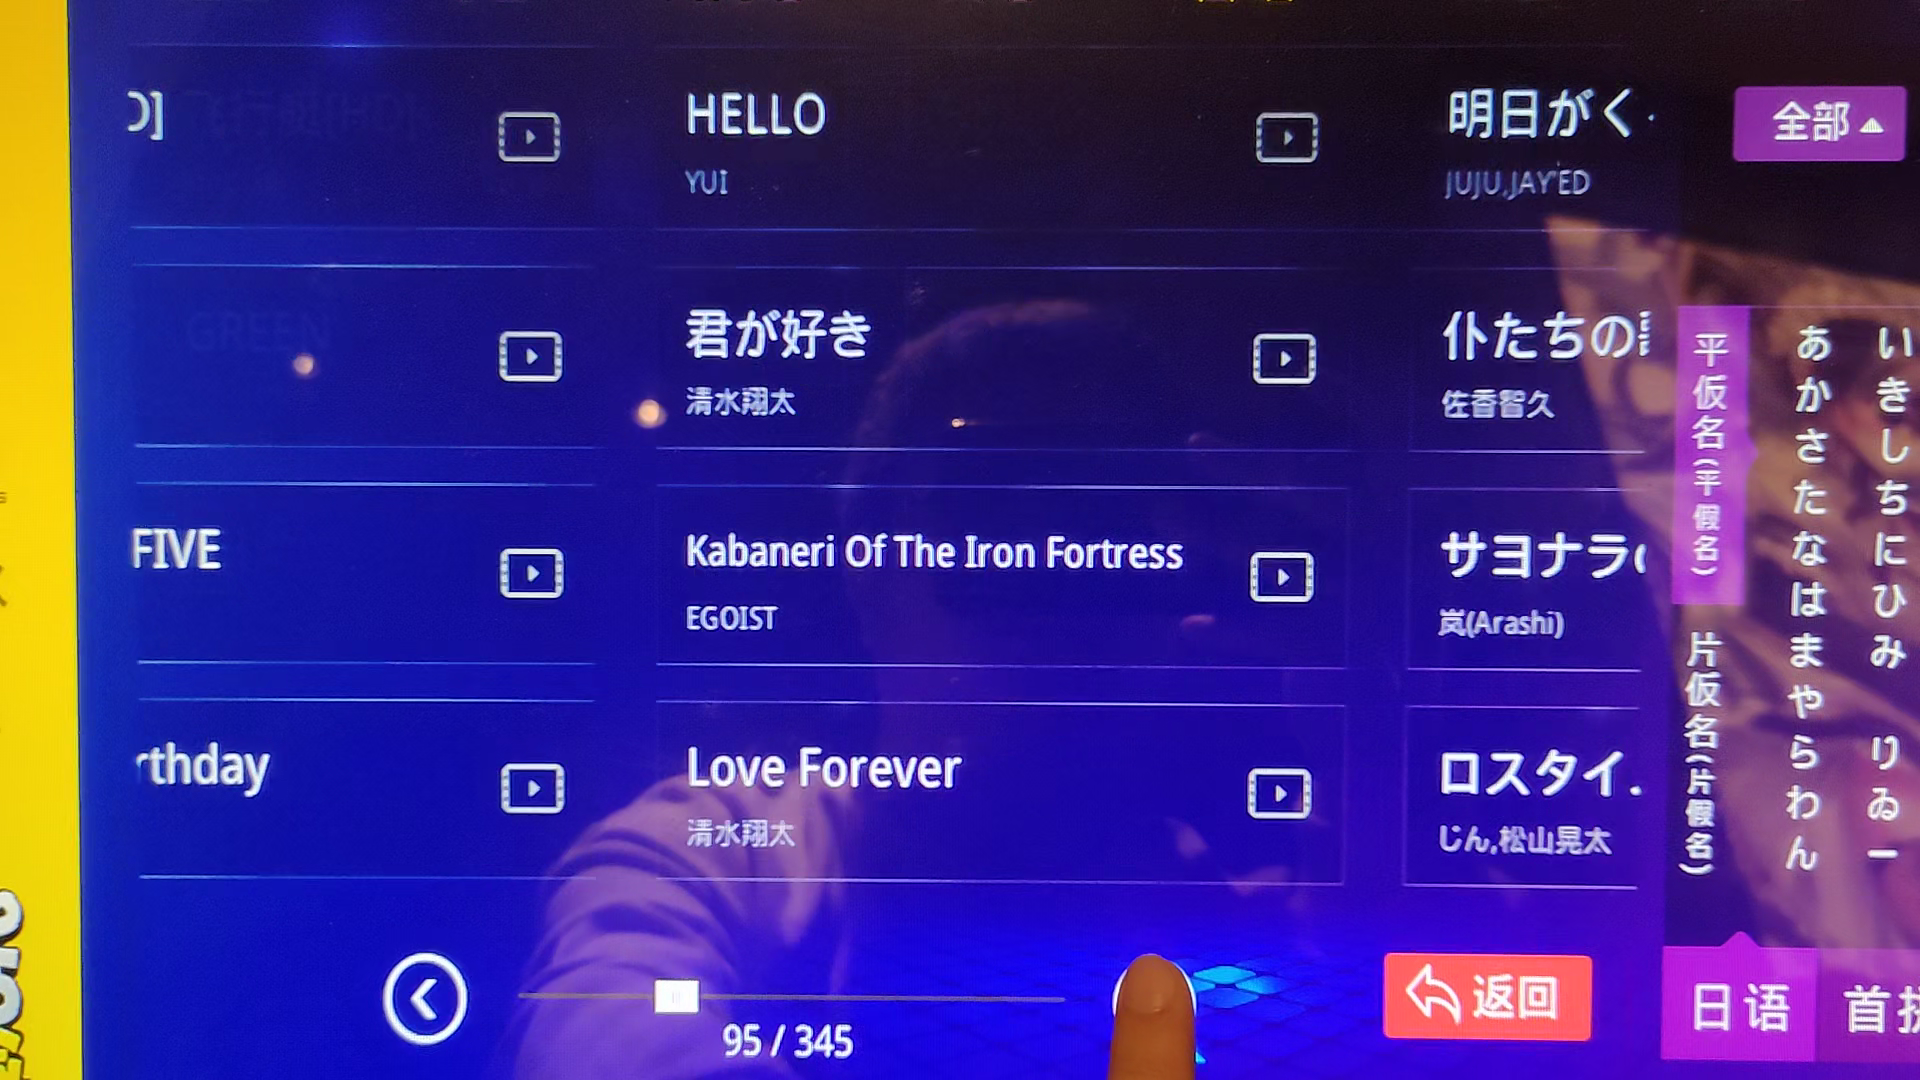 HELLO
YUI
明日がく
JUJU,JAY'ED
全部
GREEN
君が好き
清水翔太
仆たちの
佐香智久
FIVE
Kabaneri Of The Iron Fortress
EGOIST
サヨナラ
岚(Arashi)
rthday
Love Forever
清水翔太
ロスタイ.
じん,松山晃太
平仮名(平假名)
片仮名(片假名)
あかさたなはまやらわん
いきしちにひみ りゐー
95 / 345
返回
日语
首